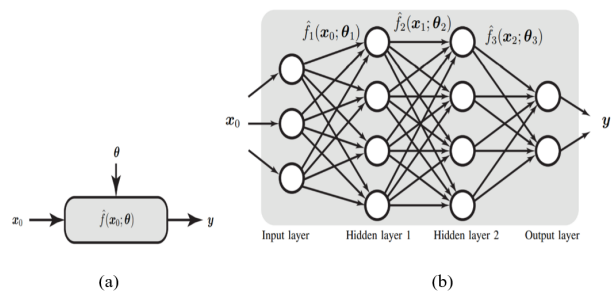 f̂₁(x₀; θ₁)
f̂₂(x₁; θ₂)
f̂₃(x₂; θ₃)
x₀
y
θ
x₀
f̂(x₀; θ)
y
Input layer
Hidden layer 1
Hidden layer 2
Output layer
(a)
(b)